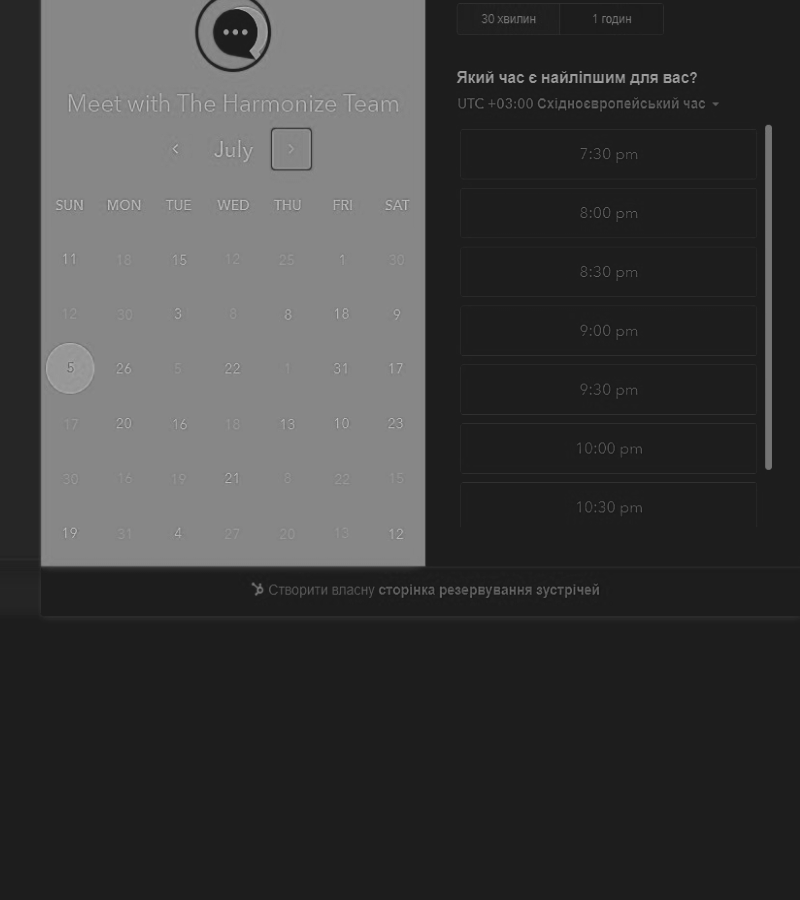 30 хвилин 1 годин
Який час є найліпшим для вас?
UTC +03:00 Східноєвропейський час
Meet with The Harmonize Team
July
SUN MON TUE WED THU FRI SAT
11 18 15 12 25 1 30
12 30 3 8 8 18 9
5 26 5 22 1 31 17
17 20 16 18 13 10 23
30 16 19 21 8 22 15
19 31 4 27 20 13 12
7:30 pm
8:00 pm
8:30 pm
9:00 pm
9:30 pm
10:00 pm
10:30 pm
Створити власну сторінка резервування зустрічей